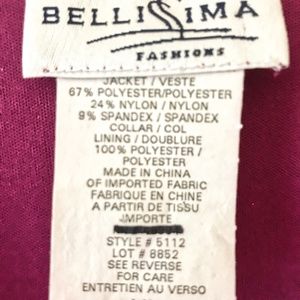 BELLISSIMA
FASHIONS
JACKET / VESTE
67% POLYESTER/POLYESTER
24% NYLON / NYLON
9% SPANDEX / SPANDEX
COLLAR / COL
LINING / DOUBLURE
100% POLYESTER /
POLYESTER
MADE IN CHINA
OF IMPORTED FABRIC
FABRIQUE EN CHINE
A PARTIR DE TISSU
IMPORTE
STYLE # 5112
LOT # 8852
SEE REVERSE
FOR CARE
ENTRETIEN AU VERSO